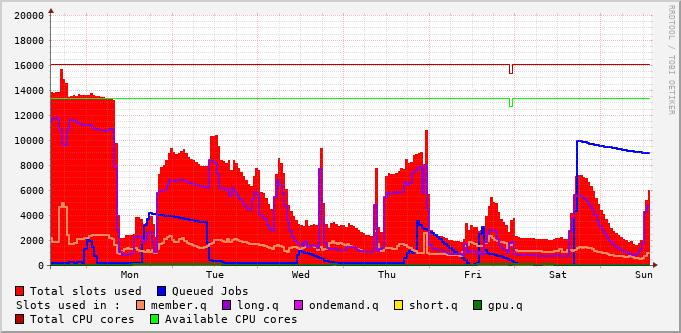 20000
18000
16000
14000
12000
10000
8000
6000
4000
2000
0
Mon Tue Wed Thu Fri Sat Sun
RRDTOOL / TOBI OETIKER
Total slots used Queued Jobs
Slots used in : member.q long.q ondemand.q short.q gpu.q
Total CPU cores Available CPU cores